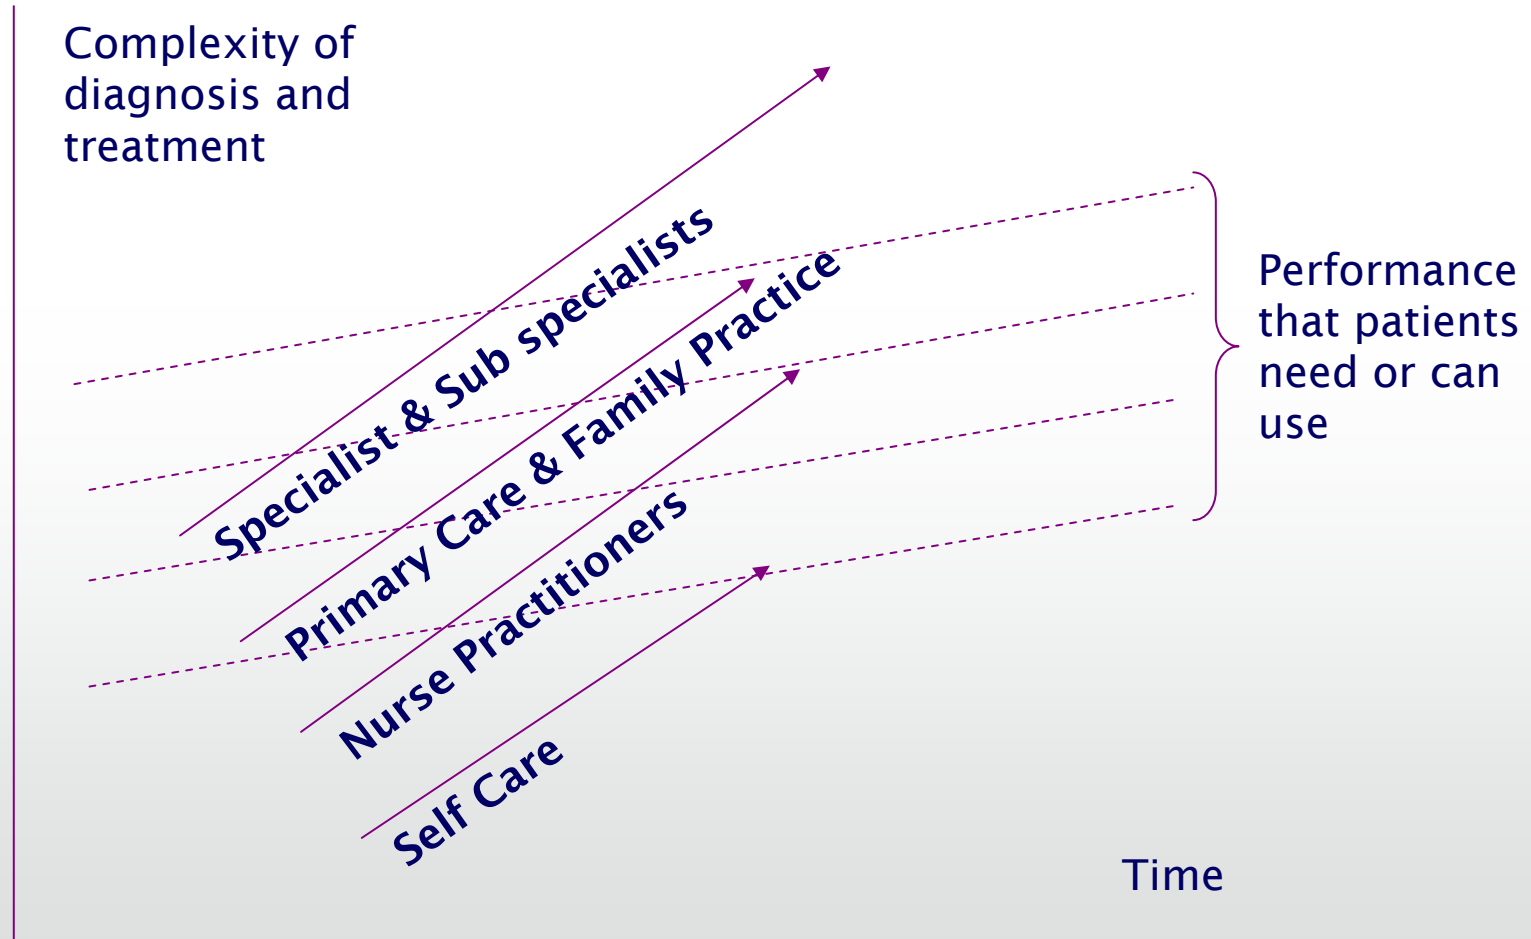 Complexity of
diagnosis and
treatment
Specialist & Sub specialists
Primary Care & Family Practice
Nurse Practitioners
Self Care
Performance
that patients
need or can
use
Time